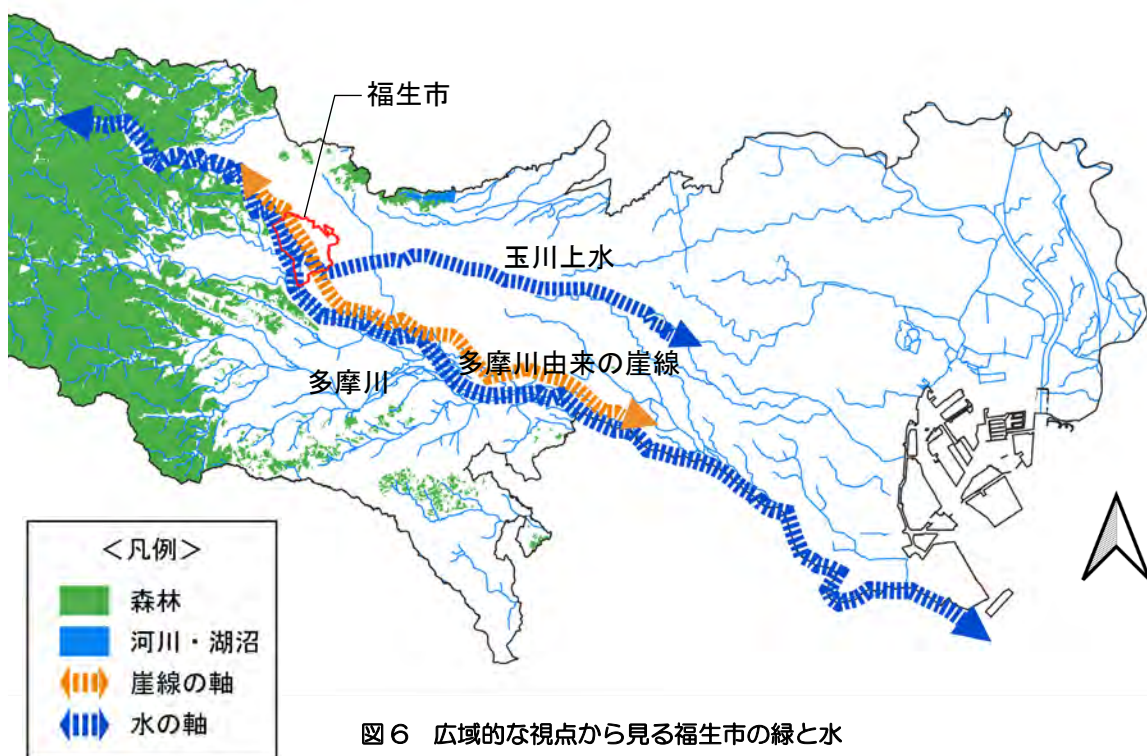 福生市
玉川上水
多摩川由来の崖線
多摩川
＜凡例＞
森林
河川・湖沼
崖線の軸
水の軸
図６　広域的な視点から見る福生市の緑と水